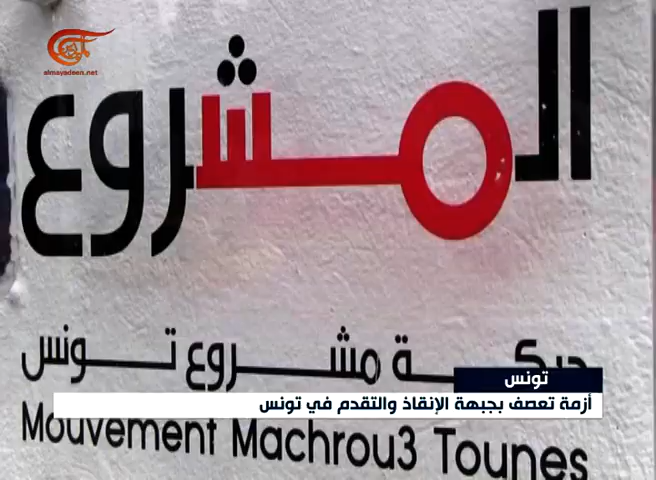 almayadeen.net
المشروع
حركة مشروع تونس
تونس
أزمة تعصف بجبهة الإنقاذ والتقدم في تونس
Mouvement Machrou3 Tounes